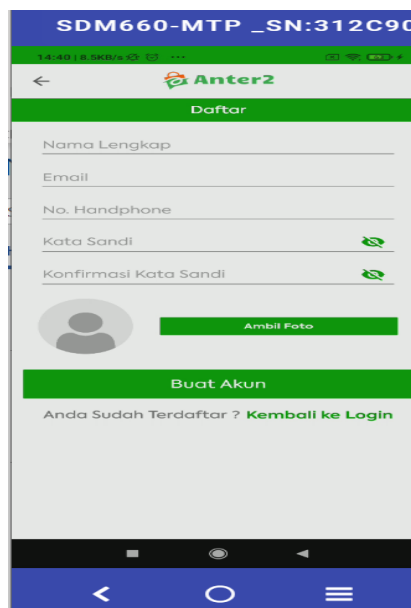 SDM660-MTP _SN:312C90
14:40 | 8.5KB/s
Anter2
Daftar
Nama Lengkap
Email
No. Handphone
Kata Sandi
Konfirmasi Kata Sandi
Ambil Foto
Buat Akun
Anda Sudah Terdaftar ? Kembali ke Login